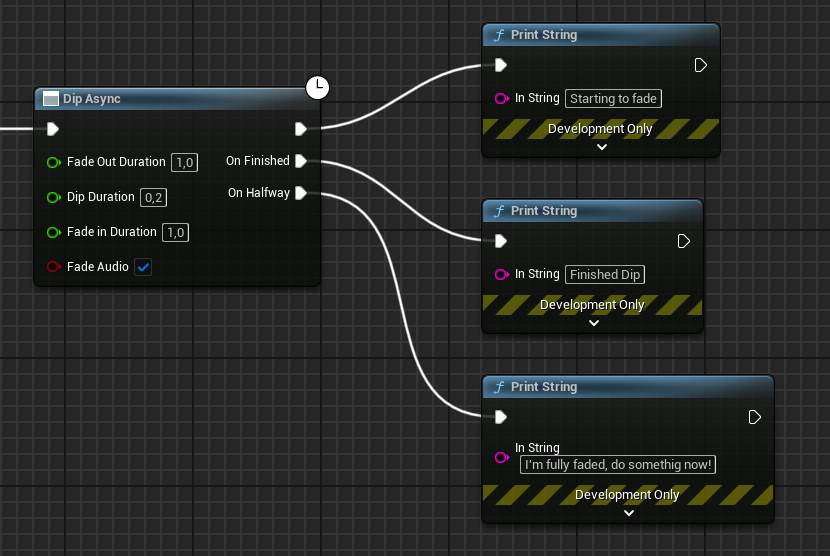 Print String
In String Starting to fade
Development Only
Dip Async
Fade Out Duration 1,0 On Finished
Dip Duration 0,2 On Halfway
Fade in Duration 1,0
Fade Audio
Print String
In String Finished Dip
Development Only
Print String
In String
I'm fully faded, do somethig now!
Development Only